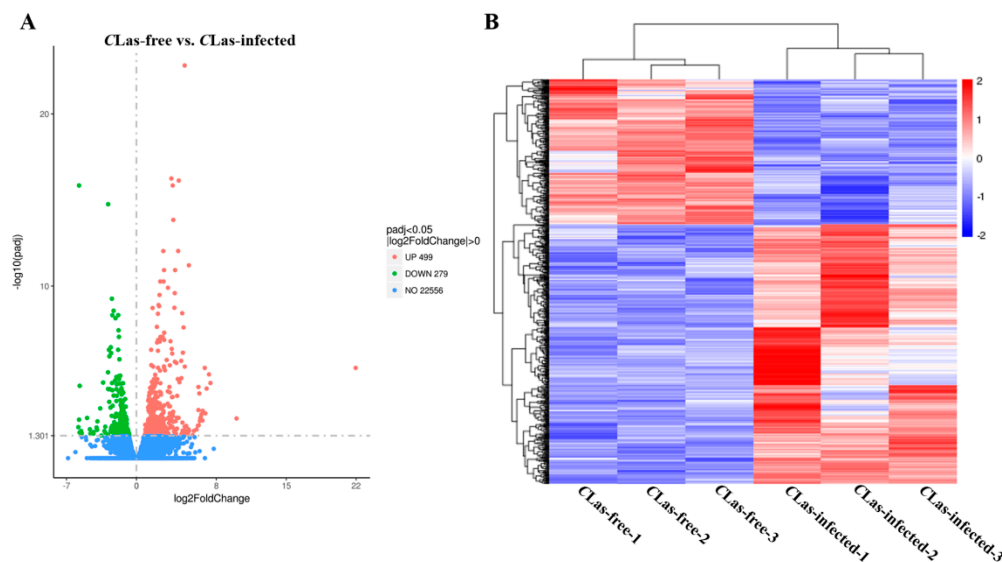 A
CLas-free vs. CLas-infected
-log10(padj)
20
10
1.301
-7
0
8
15
22
log2FoldChange
padj<0.05
|log2FoldChange|>0
UP 499
DOWN 279
NO 22556
B
2
1
0
-1
-2
CLas-free-1
CLas-free-2
CLas-free-3
CLas-infected-1
CLas-infected-2
CLas-infected-3